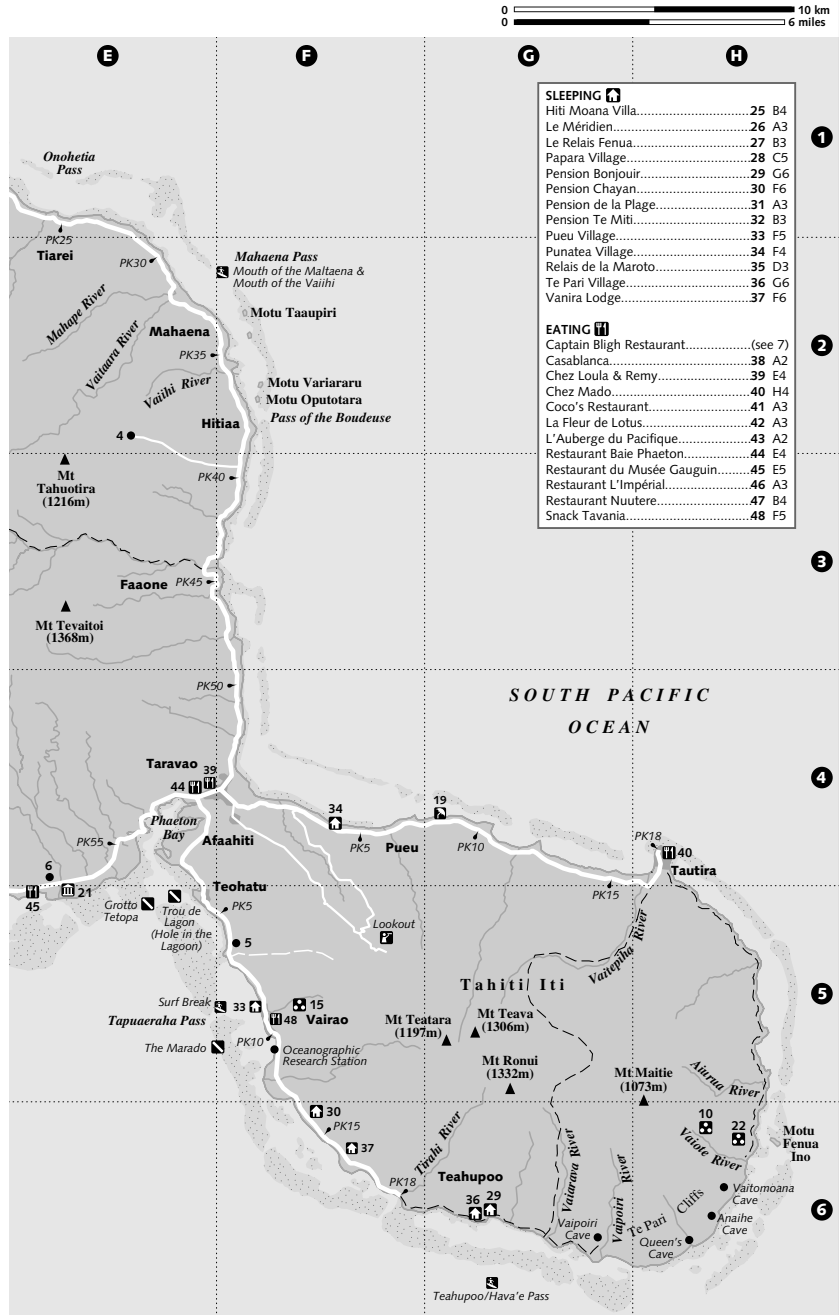 0 10 km
0 6 miles
E F G H
SLEEPING
Hiti Moana Villa..............................25 B4
Le Méridien....................................26 A3
Le Relais Fenua..............................27 B3
Papara Village................................28 C5
Pension Bonjouir............................29 G6
Pension Chayan..............................30 F6
Pension de la Plage.........................31 A3
Pension Te Miti...............................32 B3
Pueu Village...................................33 F5
Punatea Village...............................34 F4
Relais de la Maroto.........................35 D3
Te Pari Village.................................36 G6
Vanira Lodge..................................37 F6
EATING
Captain Bligh Restaurant................(see 7)
Casablanca.....................................38 A2
Chez Loula & Remy.........................39 E4
Chez Mado.....................................40 H4
Coco's Restaurant...........................41 A3
La Fleur de Lotus............................42 A3
L'Auberge du Pacifique...................43 A2
Restaurant Baie Phaeton.................44 E4
Restaurant du Musée Gauguin........45 E5
Restaurant L'Impérial......................46 A3
Restaurant Nuutere.........................47 B4
Snack Tavania.................................48 F5
1
Onohetia
Pass
PK25
Tiarei
PK30
Mahaena Pass
Mouth of the Maltaena &
Mouth of the Vaiihi
Mahape River
Motu Taaupiri
Mahaena
2
Vaitaara River
PK35
Vaiihi River
Motu Variararu
Motu Oputotara
Pass of the Boudeuse
Hitiaa
4
Mt
Tahuotira
(1216m)
PK40
3
Faaone
PK45
Mt Tevaitoi
(1368m)
PK50
SOUTH PACIFIC
OCEAN
Taravao
39
44
4
34
19
Phaeton
Bay
PK55
Afaahiti
PK5
Pueu
PK10
PK18
40
Tautira
6
21
45
Teohatu
PK15
Grotto
Tetopa
Trou de
Lagon
(Hole in the
Lagoon)
PK5
5
Lookout
Vaitepiha River
Tahiti Iti
5
Surf Break
33
15
48
Vairao
Tapuaeraha Pass
PK10
The Marado
Oceanographic
Research Station
Mt Teatara
(1197m)
Mt Teava
(1306m)
Mt Ronui
(1332m)
Mt Maitie
(1073m)
Aiurua River
30
PK15
37
10
22
Motu
Fenua
Ino
Vaiote River
Tirahi River
PK18
Teahupoo
36
29
Vaiarava River
Vaipoiri River
Vaipoiri
Cave
Te Pari Cliffs
Vaitomoana
Cave
Anaihe
Cave
Queen's
Cave
6
Teahupoo/Hava'e Pass